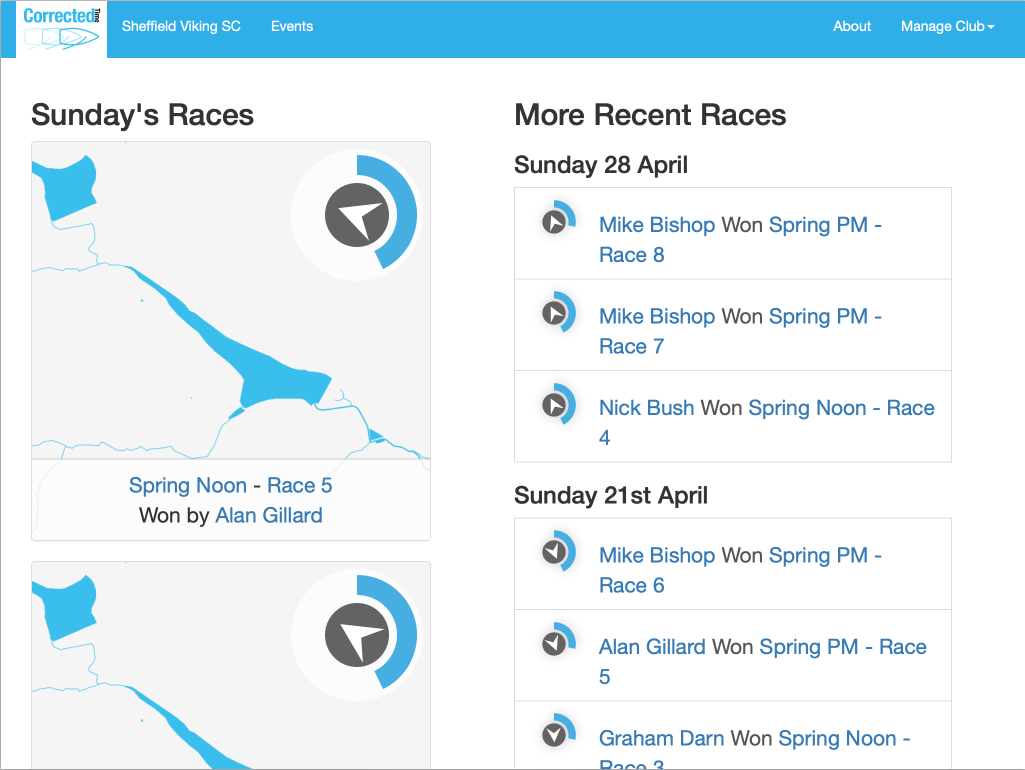 Corrected Time
Sheffield Viking SC
Events
About
Manage Club
Sunday's Races
Spring Noon - Race 5
Won by Alan Gillard
More Recent Races
Sunday 28 April
Mike Bishop Won Spring PM -
Race 8
Mike Bishop Won Spring PM -
Race 7
Nick Bush Won Spring Noon - Race
4
Sunday 21st April
Mike Bishop Won Spring PM -
Race 6
Alan Gillard Won Spring PM - Race
5
Graham Darn Won Spring Noon -
Race 3